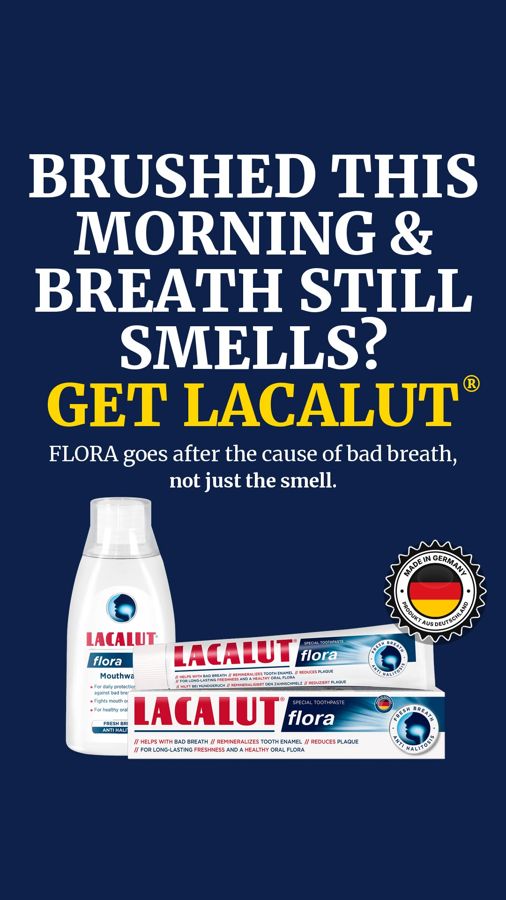 BRUSHED THIS
MORNING &
BREATH STILL
SMELLS?
GET LACALUT®
FLORA goes after the cause of bad breath,
not just the smell.
MADE IN GERMANY
PRODUKT AUS DEUTSCHLAND
LACALUT
flora
Mouthwa
• For daily protectio
against bad brea
• Fights mouth o
• For healthy oral
FRESH BR
ANTI HALI
LACALUT®
SPECIAL TOOTHPASTE
flora
// HELPS WITH BAD BREATH // REMINERALIZES TOOTH ENAMEL // REDUCES PLAQUE
// FOR LONG-LASTING FRESHNESS AND A HEALTHY ORAL FLORA
// HILFT BEI MUNDGERUCH // REMINERALISIERT DEN ZAHNSCHMELZ // REDUZIERT PLAQUE
FRESH BREATH
ANTI HALITOSIS
LACALUT®
SPECIAL TOOTHPASTE
flora
// HELPS WITH BAD BREATH // REMINERALIZES TOOTH ENAMEL // REDUCES PLAQUE
// FOR LONG-LASTING FRESHNESS AND A HEALTHY ORAL FLORA
FRESH BREATH
ANTI HALITOSIS